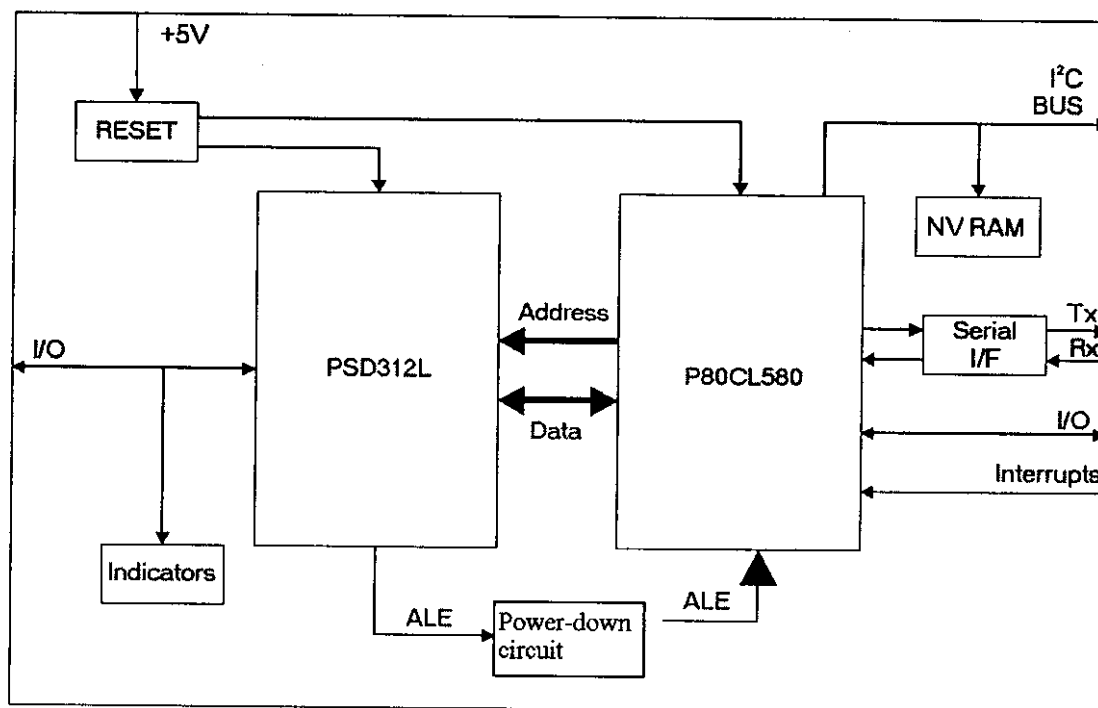 +5V
I²C
BUS
RESET
NV RAM
Address
Tx
Serial
I/F
Rx
I/O
PSD312L
P80CL580
Data
I/O
Interrupts
Indicators
ALE
ALE
Power-down
circuit